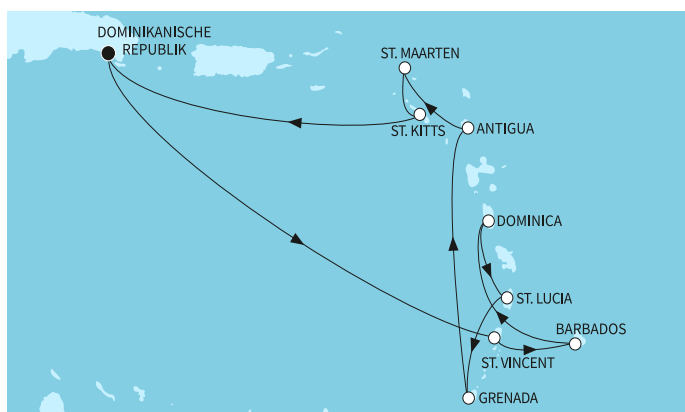 DOMINIKANISCHE
REPUBLIK
ST. MAARTEN
ST. KITTS
ANTIGUA
DOMINICA
ST. LUCIA
BARBADOS
ST. VINCENT
GRENADA